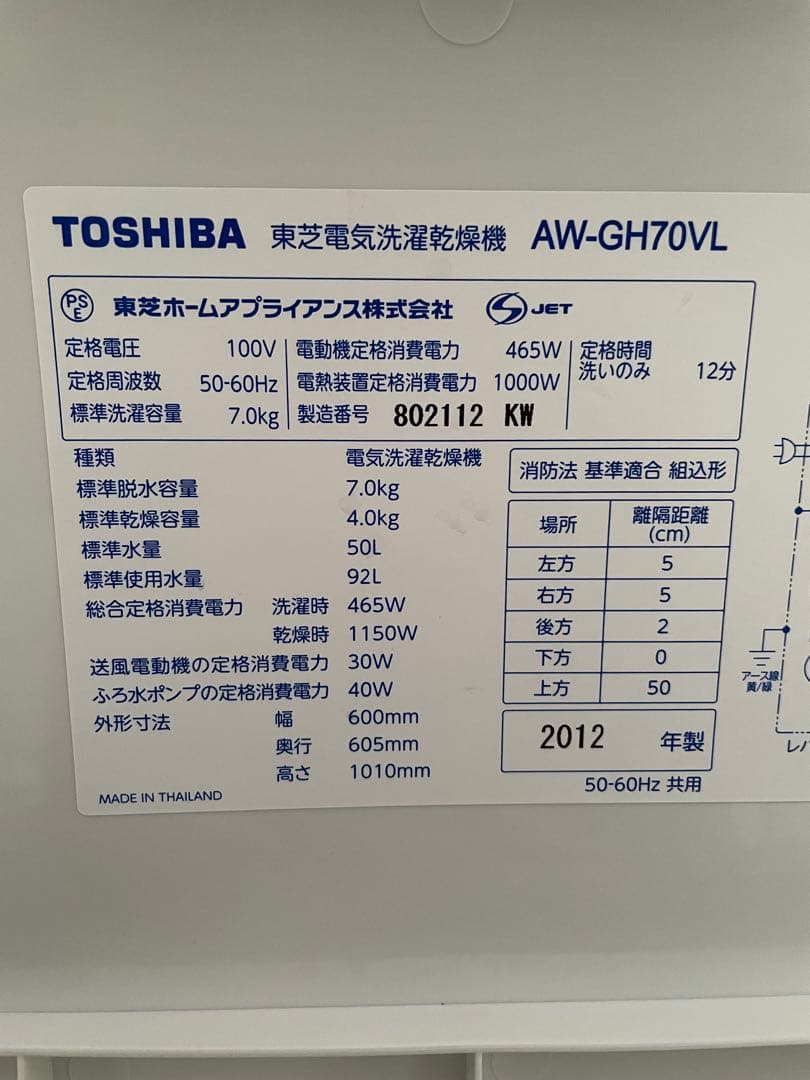 TOSHIBA 東芝電気洗濯乾燥機 AW-GH70VL
PSE 東芝ホームアプライアンス株式会社 S JET
定格電圧 100V 電動機定格消費電力 465W 定格時間
定格周波数 50-60Hz 電熱装置定格消費電力 1000W 洗いのみ 12分
標準洗濯容量 7.0kg 製造番号 802112 KW
種類 電気洗濯乾燥機
標準脱水容量 7.0kg
標準乾燥容量 4.0kg
標準水量 50L
標準使用水量 92L
総合定格消費電力 洗濯時 465W
乾燥時 1150W
送風電動機の定格消費電力 30W
ふろ水ポンプの定格消費電力 40W
外形寸法 幅 600mm
奥行 605mm
高さ 1010mm
MADE IN THAILAND
消防法 基準適合 組込形
場所 離隔距離
(cm)
左方 5
右方 5
後方 2
下方 0
上方 50
2012 年製
50-60Hz 共用
アース線
黄/緑
レバ